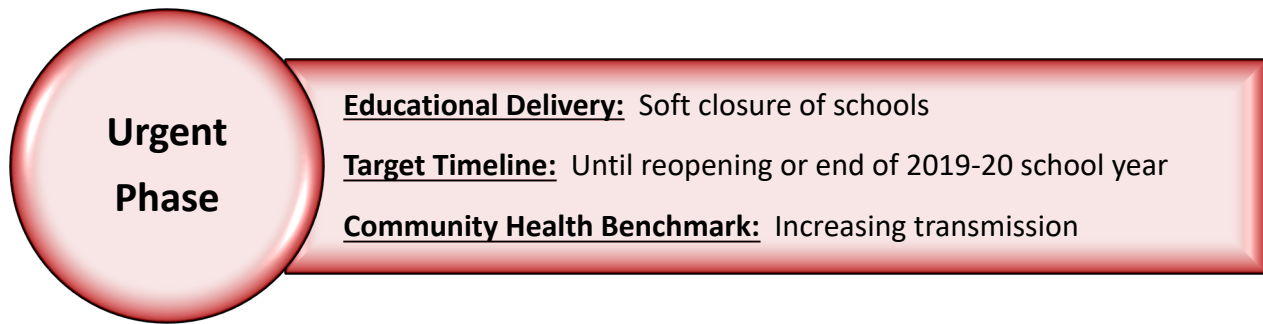 Urgent
Phase
Educational Delivery: Soft closure of schools
Target Timeline: Until reopening or end of 2019-20 school year
Community Health Benchmark: Increasing transmission